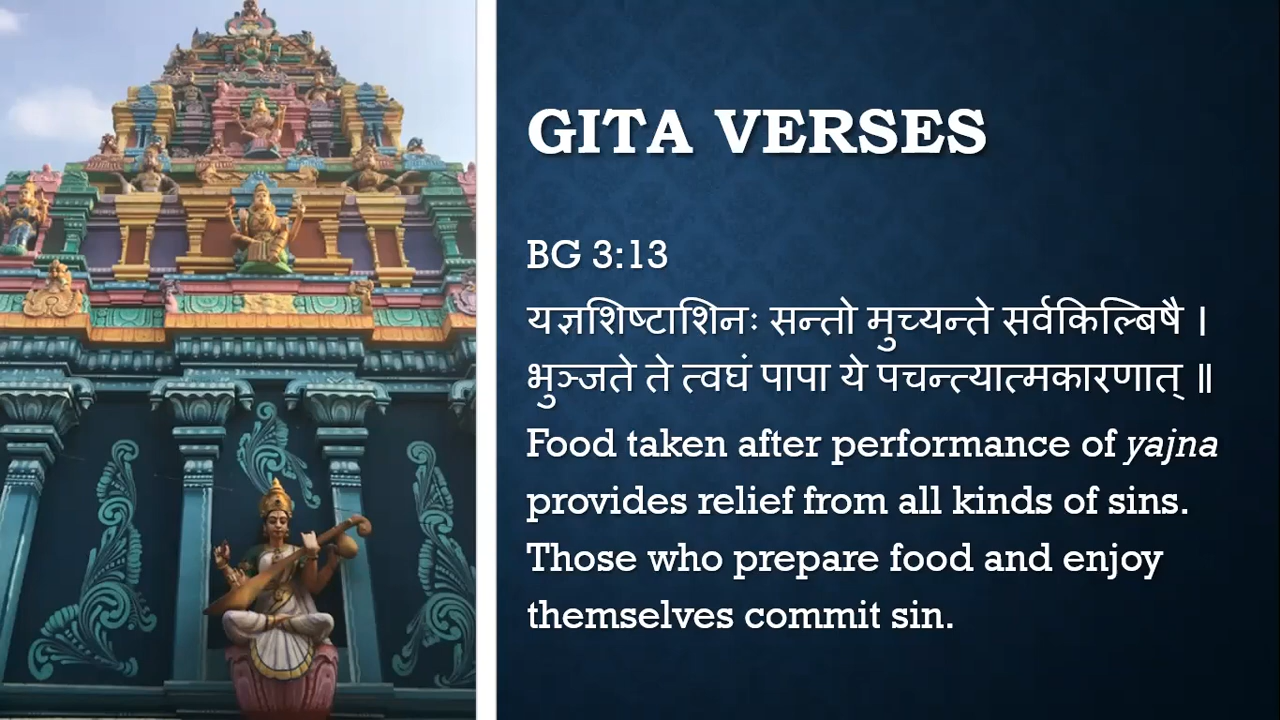 GITA VERSES
BG 3:13
यज्ञशिष्टाशिनः सन्तो मुच्यन्ते सर्वकिल्बिषै ।
भुञ्जते ते त्वघं पापा ये पचन्त्यात्मकारणात् ॥
Food taken after performance of yajna
provides relief from all kinds of sins.
Those who prepare food and enjoy
themselves commit sin.